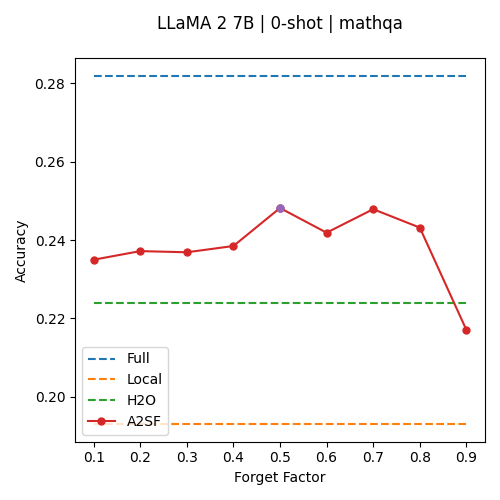 LLaMA 2 7B | 0-shot | mathqa
0.28
0.26
0.24
0.22
0.20
Accuracy
Full
Local
H2O
A2SF
0.1 0.2 0.3 0.4 0.5 0.6 0.7 0.8 0.9
Forget Factor